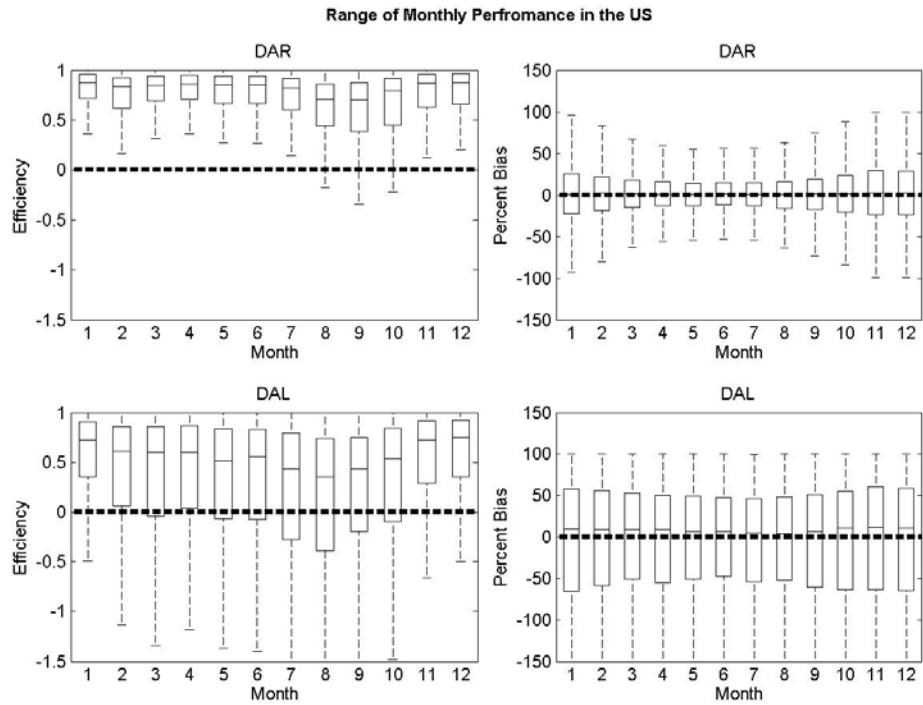 Range of Monthly Perfromance in the US
DAR
Efficiency
1
0.5
0
-0.5
-1
-1.5
1 2 3 4 5 6 7 8 9 10 11 12
Month
DAR
Percent Bias
150
100
50
0
-50
-100
-150
1 2 3 4 5 6 7 8 9 10 11 12
Month
DAL
Efficiency
1
0.5
0
-0.5
-1
-1.5
1 2 3 4 5 6 7 8 9 10 11 12
Month
DAL
Percent Bias
150
100
50
0
-50
-100
-150
1 2 3 4 5 6 7 8 9 10 11 12
Month